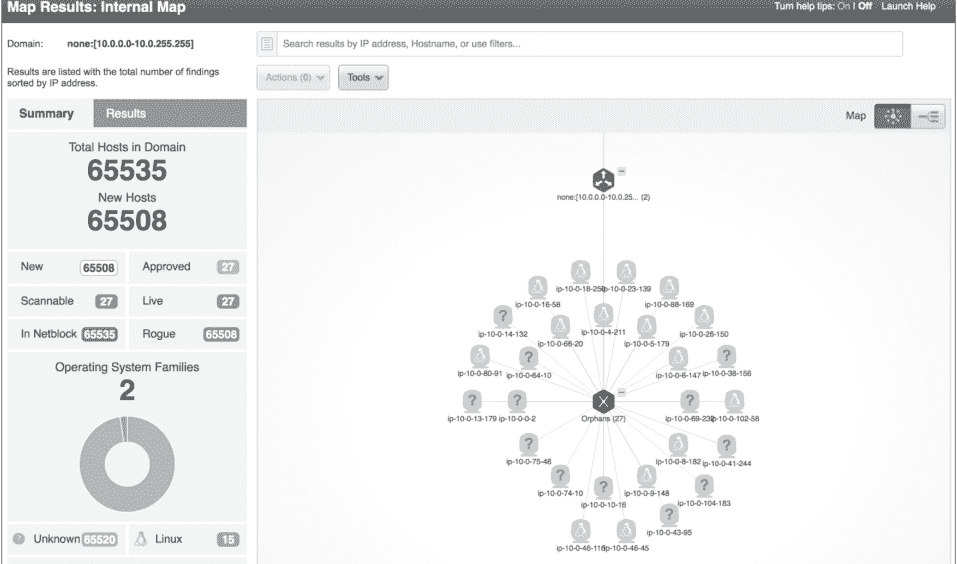 Map Results: Internal Map
Turn help tips: On | Off Launch Help
Domain: none:[10.0.0.0-10.0.255.255]
Search results by IP address, Hostname, or use filters...
Results are listed with the total number of findings
sorted by IP address.
Actions (0)
Tools
Summary
Results
Map
Total Hosts in Domain
65535
New Hosts
65508
New 65508
Approved 27
Scannable 27
Live 27
In Netblock 65535
Rogue 65508
Operating System Families
2
Unknown 65520
Linux 15
none:[10.0.0.0-10.0.25... (2)
ip-10-0-18-250
ip-10-0-23-139
ip-10-0-16-58
ip-10-0-88-169
ip-10-0-14-132
ip-10-0-66-20
ip-10-0-4-211
ip-10-0-5-179
ip-10-0-26-150
ip-10-0-80-91
ip-10-0-64-10
ip-10-0-6-147
ip-10-0-38-156
ip-10-0-13-179
ip-10-0-0-2
Orphans (27)
ip-10-0-69-232
ip-10-0-102-58
ip-10-0-75-48
ip-10-0-8-182
ip-10-0-41-244
ip-10-0-74-10
ip-10-0-10-16
ip-10-0-9-148
ip-10-0-104-183
ip-10-0-43-95
ip-10-0-46-45